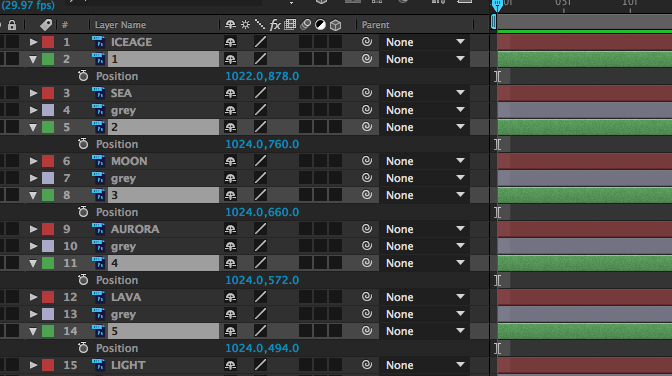 (29.97 fps)
0f 05f 10f
# Layer Name fx Parent
1 ICEAGE None
2 1 None
Position 1022.0,878.0
3 SEA None
4 grey None
5 2 None
Position 1024.0,760.0
6 MOON None
7 grey None
8 3 None
Position 1024.0,660.0
9 AURORA None
10 grey None
11 4 None
Position 1024.0,572.0
12 LAVA None
13 grey None
14 5 None
Position 1024.0,494.0
15 LIGHT None